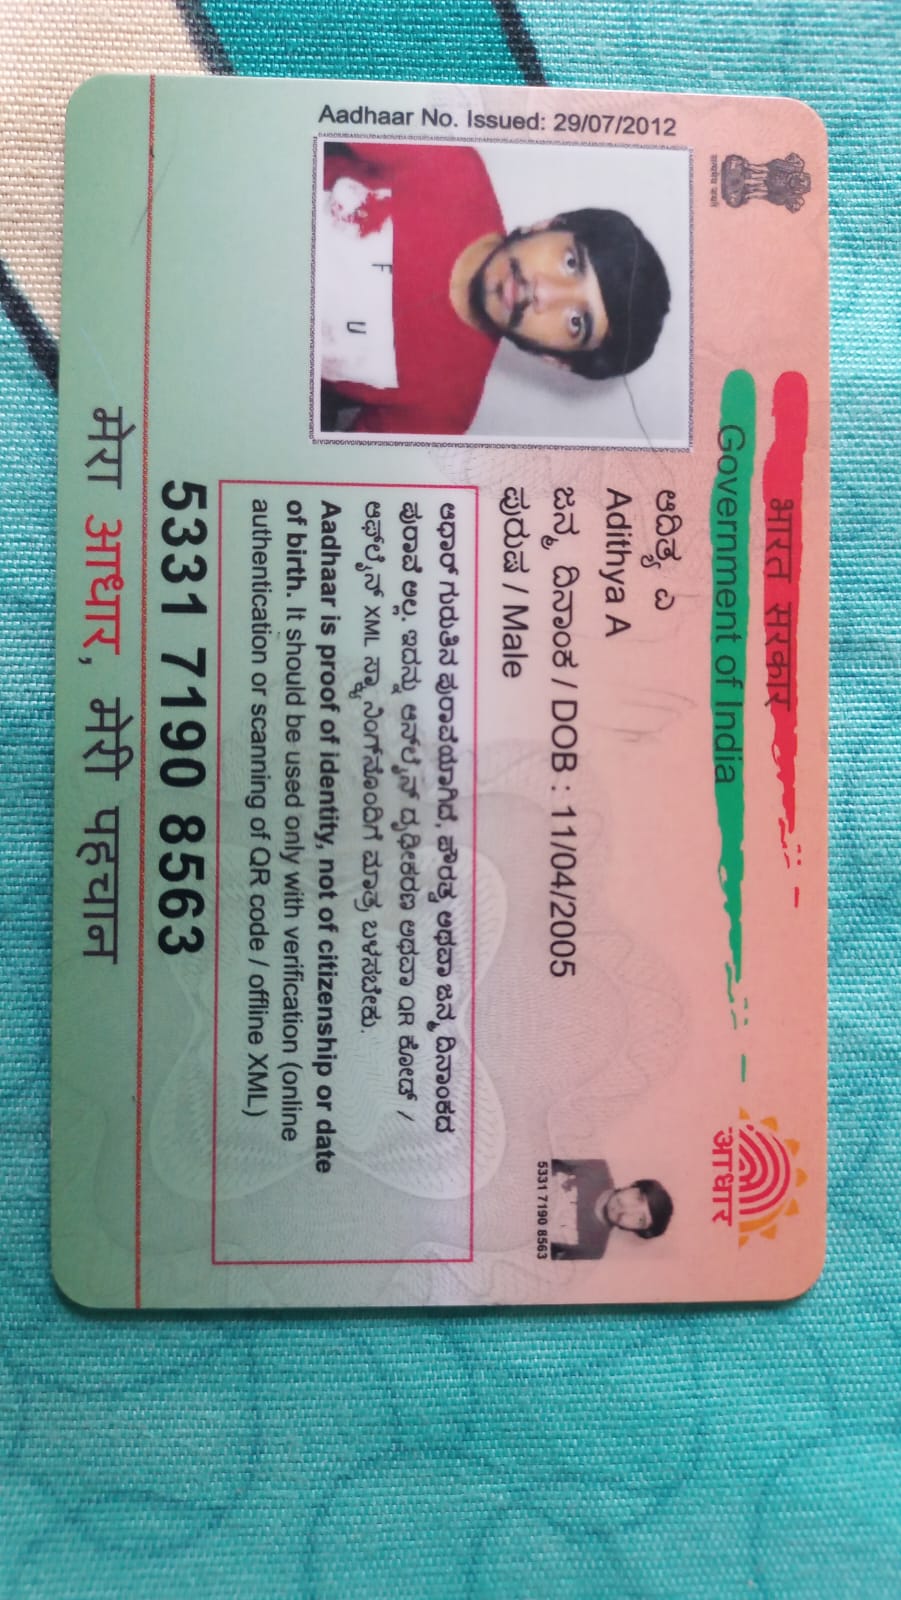 भारत सरकार
Government of India
सत्यमेव जयते
आधार
Aadhaar No. Issued: 29/07/2012
ಆದಿತ್ಯ ಎ
Adithya A
ಜನ್ಮ ದಿನಾಂಕ / DOB : 11/04/2005
ಪುರುಷ / Male
5331 7190 8563
F
U
ಆಧಾರ್ ಗುರುತಿನ ಪುರಾವೆಯಾಗಿದೆ, ಪೌರತ್ವ ಅಥವಾ ಜನ್ಮ ದಿನಾಂಕದ
ಪುರಾವೆ ಅಲ್ಲ. ಇದನ್ನು ಆನ್‌ಲೈನ್ ದೃಢೀಕರಣ ಅಥವಾ QR ಕೋಡ್ /
ಆಫ್‌ಲೈನ್ XML ಸ್ಕ್ಯಾನಿಂಗ್‌ನೊಂದಿಗೆ ಮಾತ್ರ ಬಳಸಬೇಕು.
Aadhaar is proof of identity, not of citizenship or date
of birth. It should be used only with verification (online
authentication or scanning of QR code / offline XML)
5331 7190 8563
मेरा आधार, मेरी पहचान